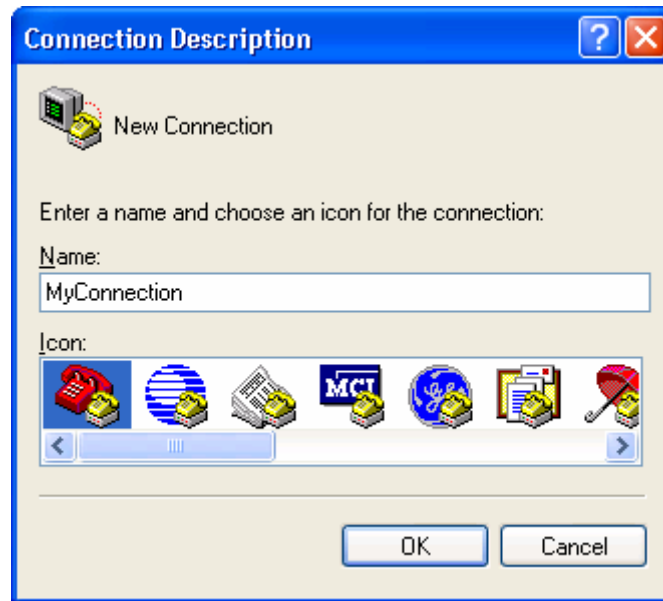 Connection Description
New Connection
Enter a name and choose an icon for the connection:
Name:
MyConnection
Icon:
MCI
OK Cancel